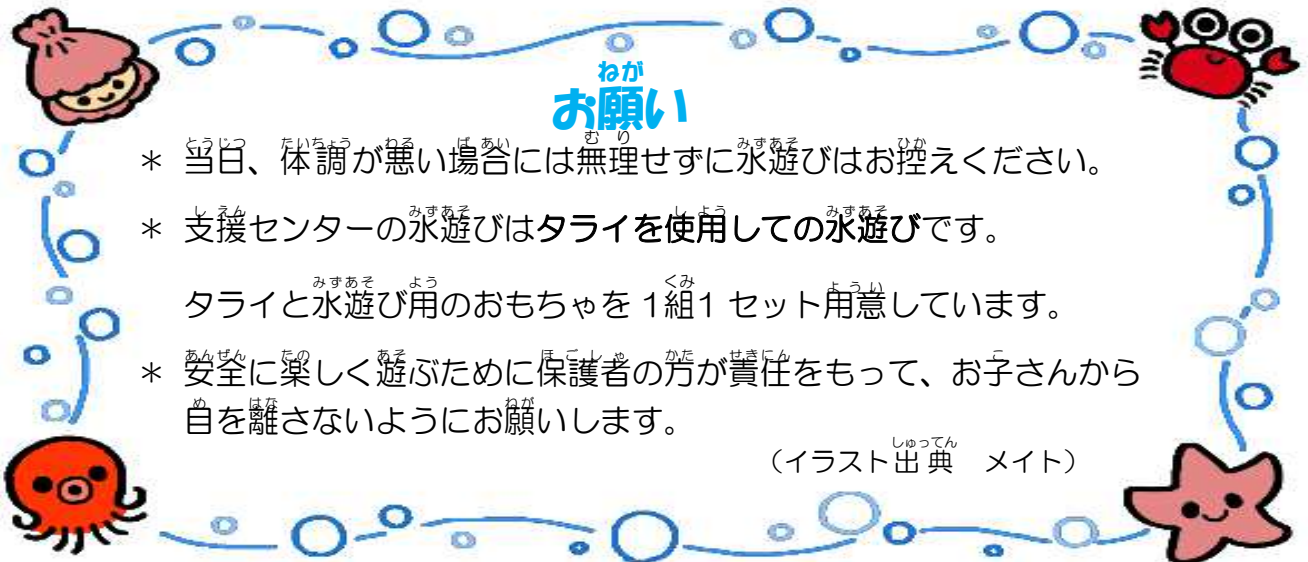 お願い
＊ 当日、体調が悪い場合には無理せずに水遊びはお控えください。
＊ 支援センターの水遊びはタライを使用しての水遊びです。
タライと水遊び用のおもちゃを1組1セット用意しています。
＊ 安全に楽しく遊ぶために保護者の方が責任をもって、お子さんから
目を離さないようにお願いします。
（イラスト出典　メイト）